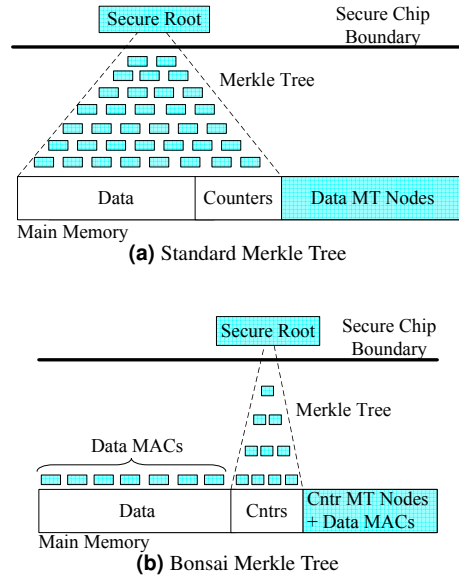 Secure Root
Secure Chip
Boundary
Merkle Tree
Data
Counters
Data MT Nodes
Main Memory
(a) Standard Merkle Tree
Secure Root
Secure Chip
Boundary
Merkle Tree
Data MACs
Data
Cntrs
Cntr MT Nodes
+ Data MACs
Main Memory
(b) Bonsai Merkle Tree